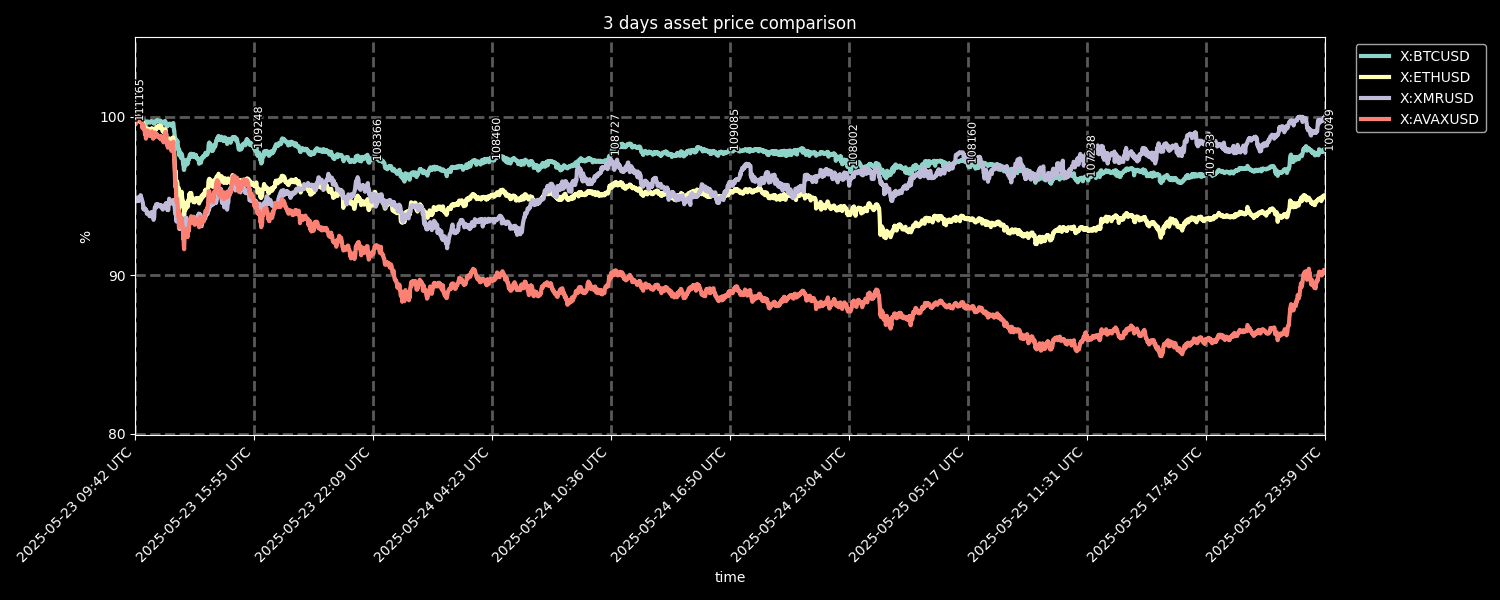 3 days asset price comparison
X:BTCUSD
X:ETHUSD
X:XMRUSD
X:AVAXUSD
%
100
90
80
111165
109248
108366
108460
108727
109085
108002
108160
107238
107333
109049
2025-05-23 09:42 UTC
2025-05-23 15:55 UTC
2025-05-23 22:09 UTC
2025-05-24 04:23 UTC
2025-05-24 10:36 UTC
2025-05-24 16:50 UTC
2025-05-24 23:04 UTC
2025-05-25 05:17 UTC
2025-05-25 11:31 UTC
2025-05-25 17:45 UTC
2025-05-25 23:59 UTC
time